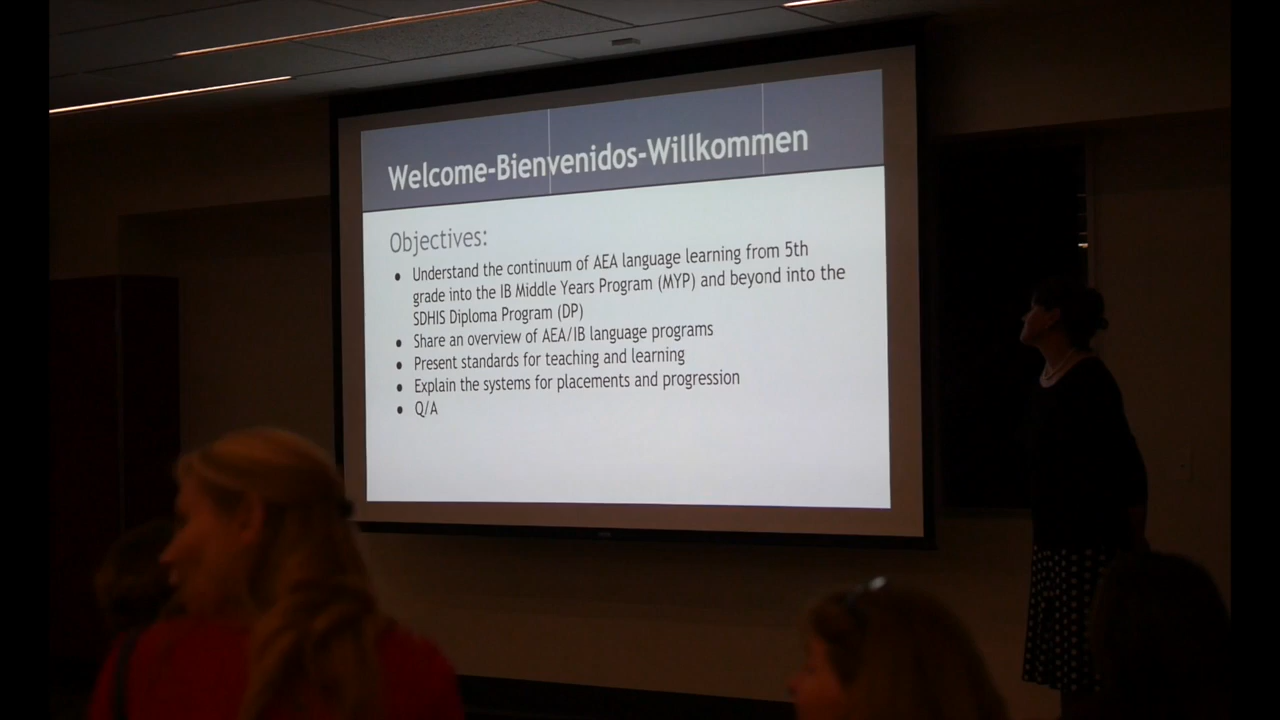 Welcome-Bienvenidos-Willkommen
Objectives:
• Understand the continuum of AEA language learning from 5th
grade into the IB Middle Years Program (MYP) and beyond into the
SDHIS Diploma Program (DP)
• Share an overview of AEA/IB language programs
• Present standards for teaching and learning
• Explain the systems for placements and progression
• Q/A